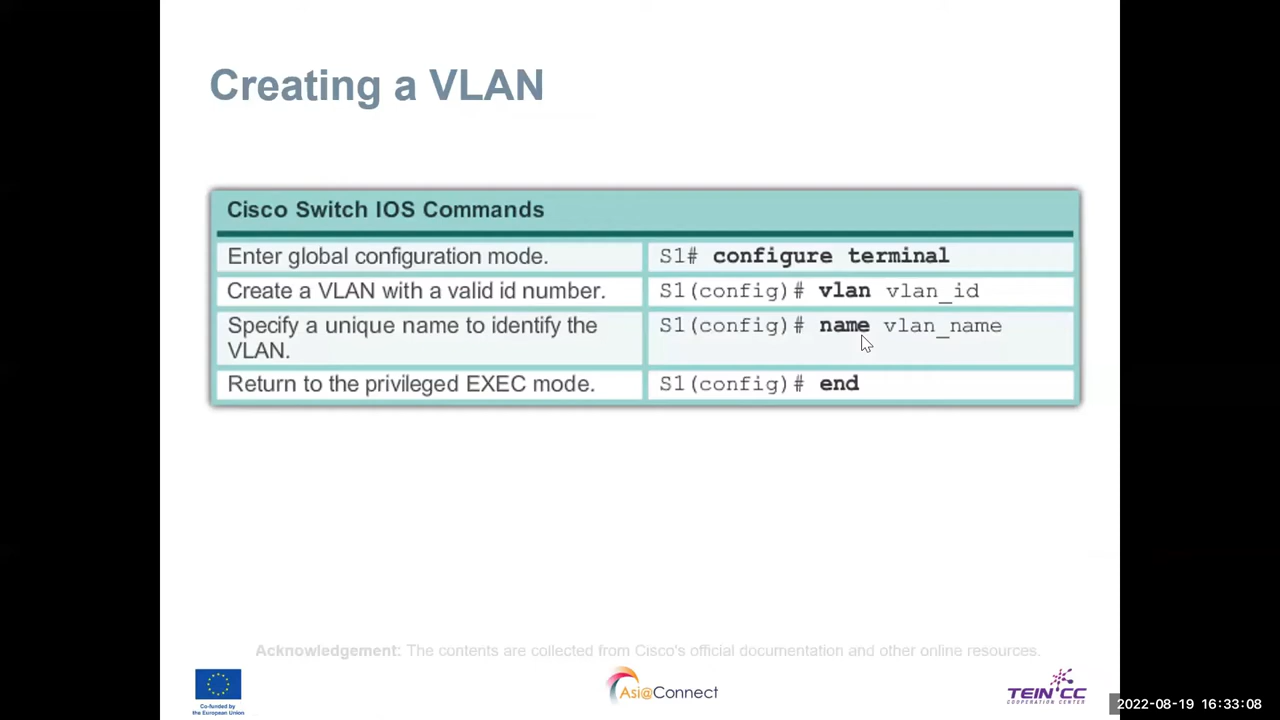 Creating a VLAN
Cisco Switch IOS Commands
Enter global configuration mode.
S1# configure terminal
Create a VLAN with a valid id number.
S1(config)# vlan vlan_id
Specify a unique name to identify the
VLAN.
S1(config)# name vlan_name
Return to the privileged EXEC mode.
S1(config)# end
Acknowledgement: The contents are collected from Cisco's official documentation and other online resources.
Co-funded by
the European Union
Asi@Connect
TEIN*CC
COOPERATION CENTER
2022-08-19 16:33:08